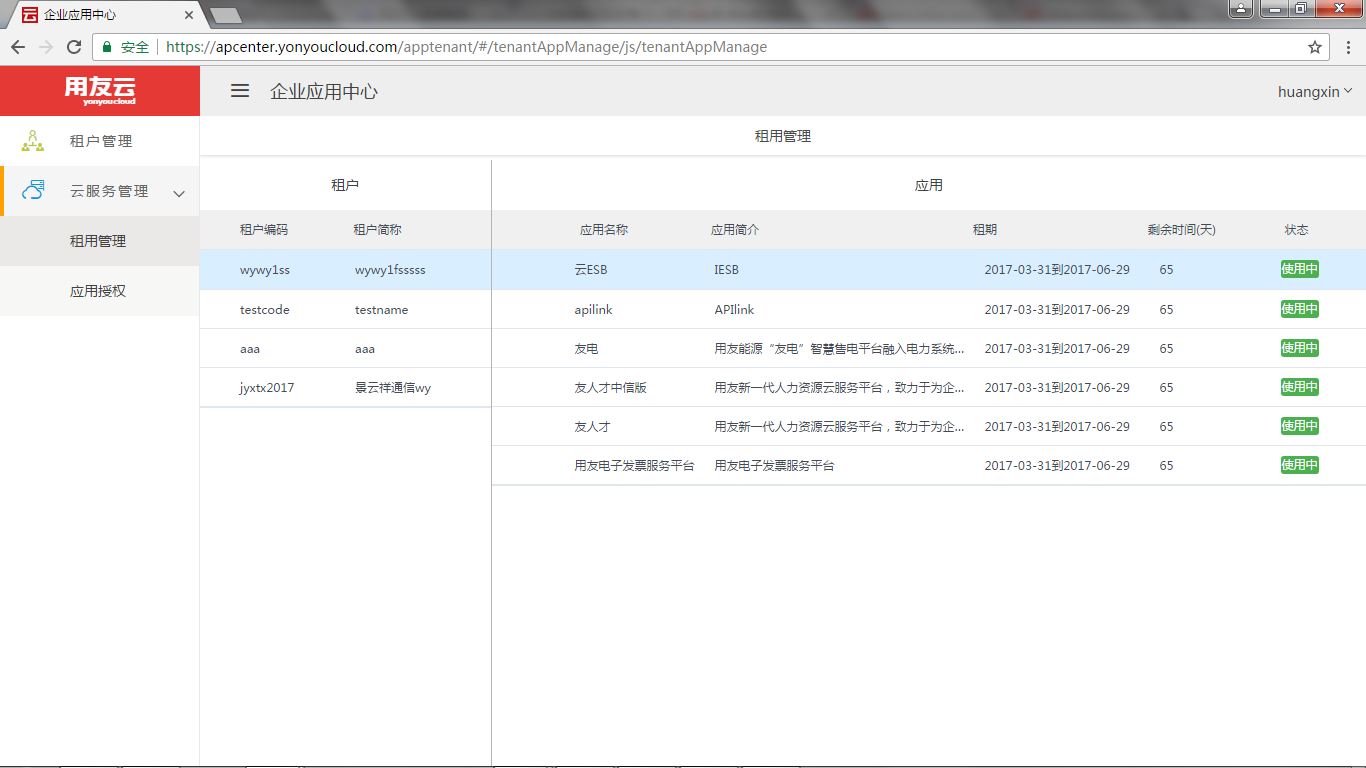 企业应用中心
安全 https://apcenter.yonyoucloud.com/apptenant/#/tenantAppManage/js/tenantAppManage
用友云
yonyoucloud
企业应用中心
huangxin
租户管理
云服务管理
租用管理
应用授权
租用管理
租户
租户编码 租户简称
wywy1ss wywy1fsssss
testcode testname
aaa aaa
jyxtx2017 景云祥通信wy
应用
应用名称 应用简介 租期 剩余时间(天) 状态
云ESB IESB 2017-03-31到2017-06-29 65 使用中
apilink APIlink 2017-03-31到2017-06-29 65 使用中
友电 用友能源“友电”智慧售电平台融入电力系统... 2017-03-31到2017-06-29 65 使用中
友人才中信版 用友新一代人力资源云服务平台，致力于为企... 2017-03-31到2017-06-29 65 使用中
友人才 用友新一代人力资源云服务平台，致力于为企... 2017-03-31到2017-06-29 65 使用中
用友电子发票服务平台 用友电子发票服务平台 2017-03-31到2017-06-29 65 使用中